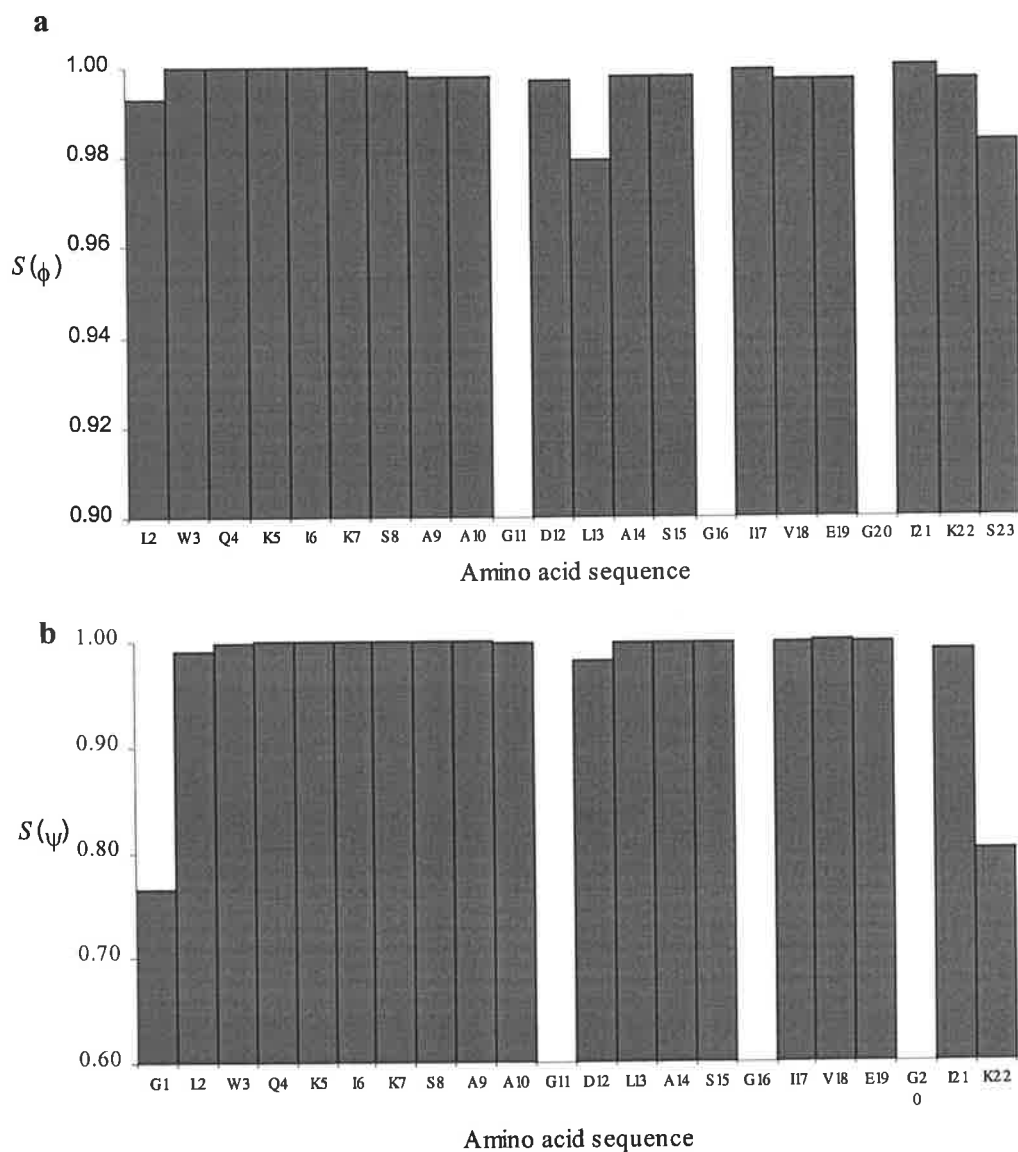 a
1.00
0.98
0.96
S(ϕ)
0.94
0.92
0.90
L2 W3 Q4 K5 I6 K7 S8 A9 A10 G11 D12 L13 A14 S15 G16 I17 V18 E19 G20 I21 K22 S23
Amino acid sequence
b
1.00
0.90
S(ψ)
0.80
0.70
0.60
G1 L2 W3 Q4 K5 I6 K7 S8 A9 A10 G11 D12 L13 A14 S15 G16 I17 V18 E19 G2 I21 K22
0
Amino acid sequence